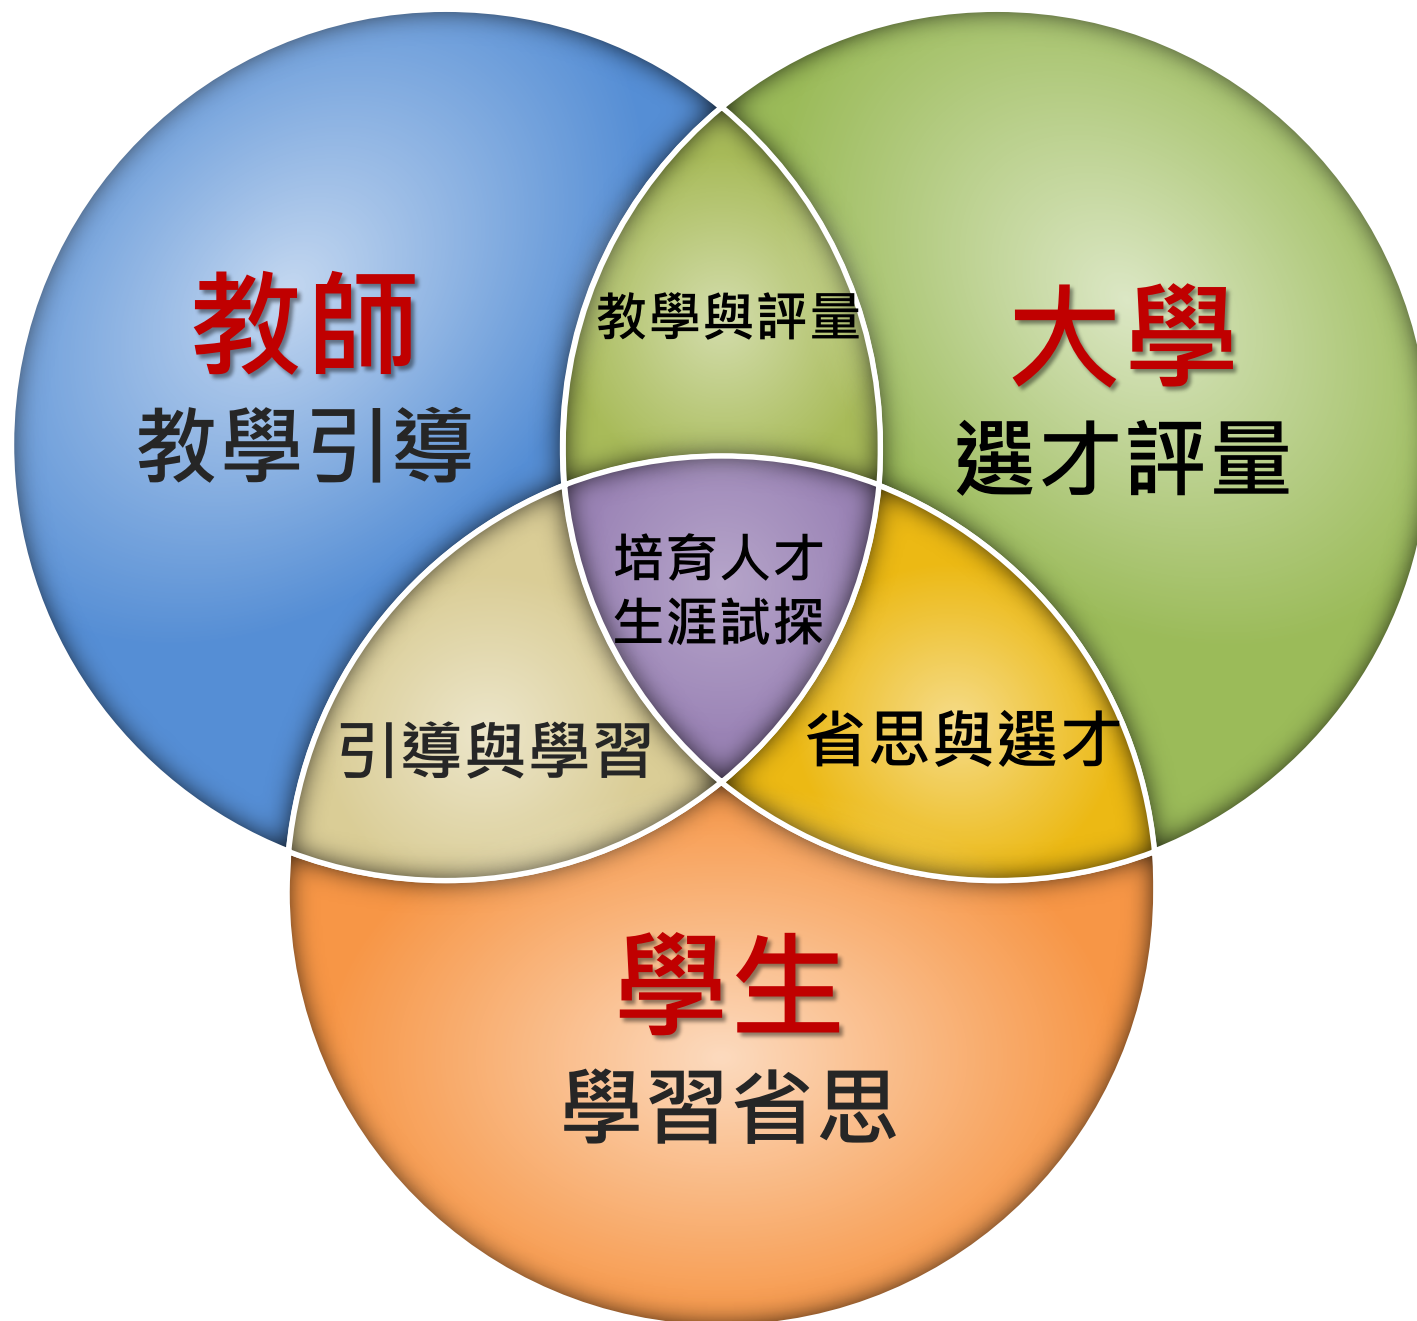 教師
教學引導
教學與評量
大學
選才評量
培育人才
生涯試探
引導與學習
省思與選才
學生
學習省思